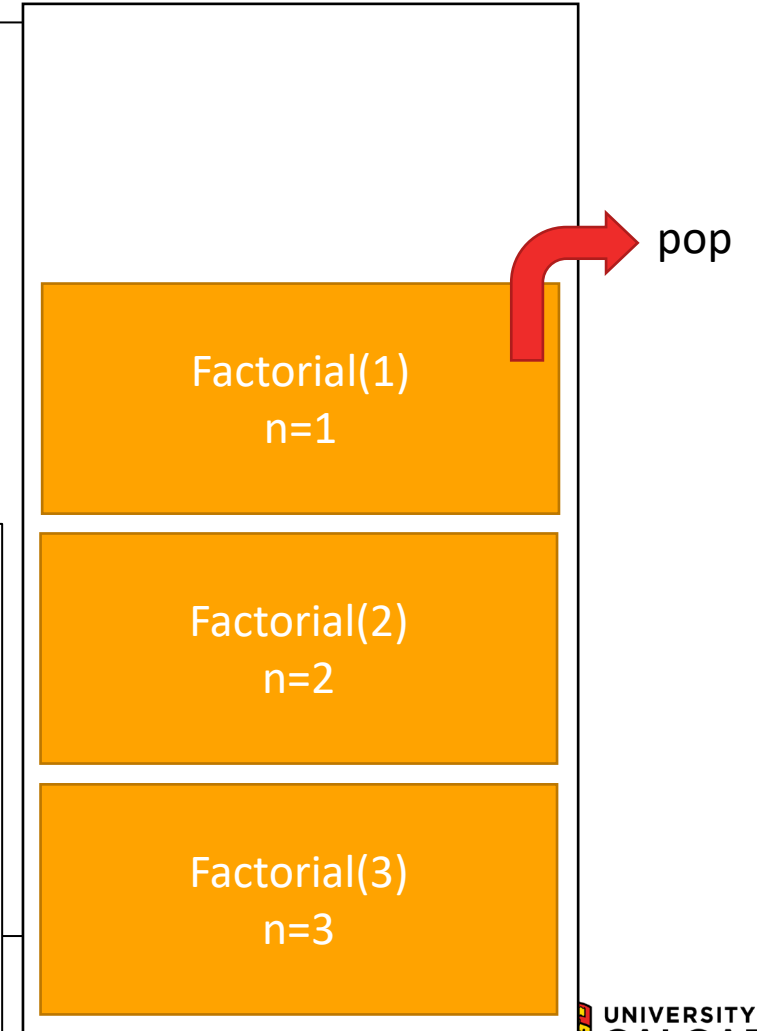 pop
Factorial(1)
n=1
Factorial(2)
n=2
Factorial(3)
n=3
UNIVERSITY